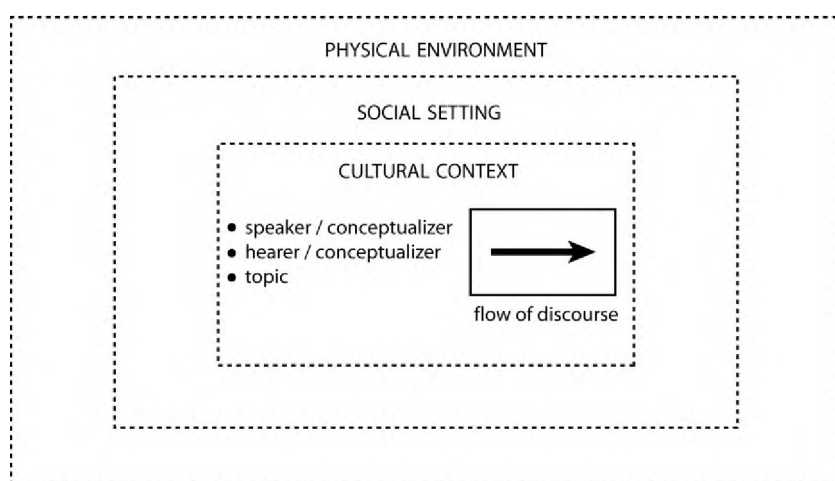 PHYSICAL ENVIRONMENT
SOCIAL SETTING
CULTURAL CONTEXT
• speaker / conceptualizer
• hearer / conceptualizer
• topic
flow of discourse